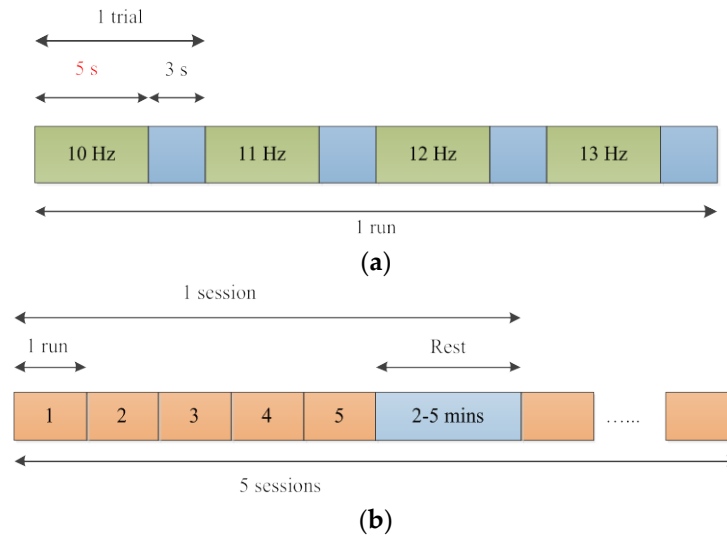 1 trial
5 s 3 s
10 Hz 11 Hz 12 Hz 13 Hz
1 run
(a)
1 session
1 run Rest
1 2 3 4 5 2-5 mins ......
5 sessions
(b)